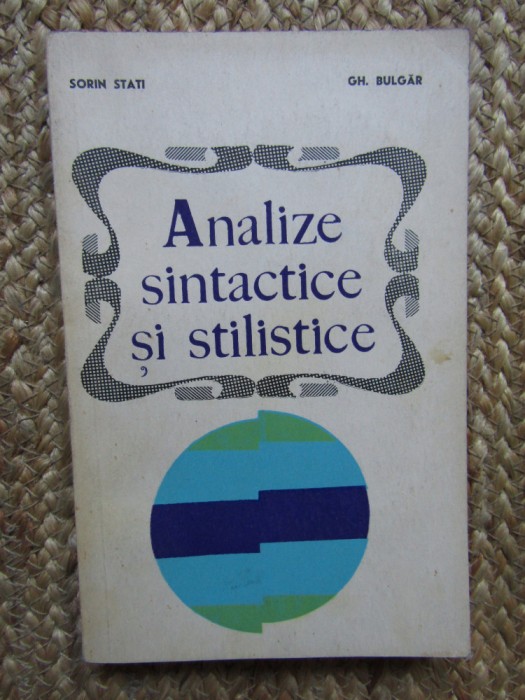 SORIN STATI
GH. BULGĂR
Analize
sintactice
și stilistice